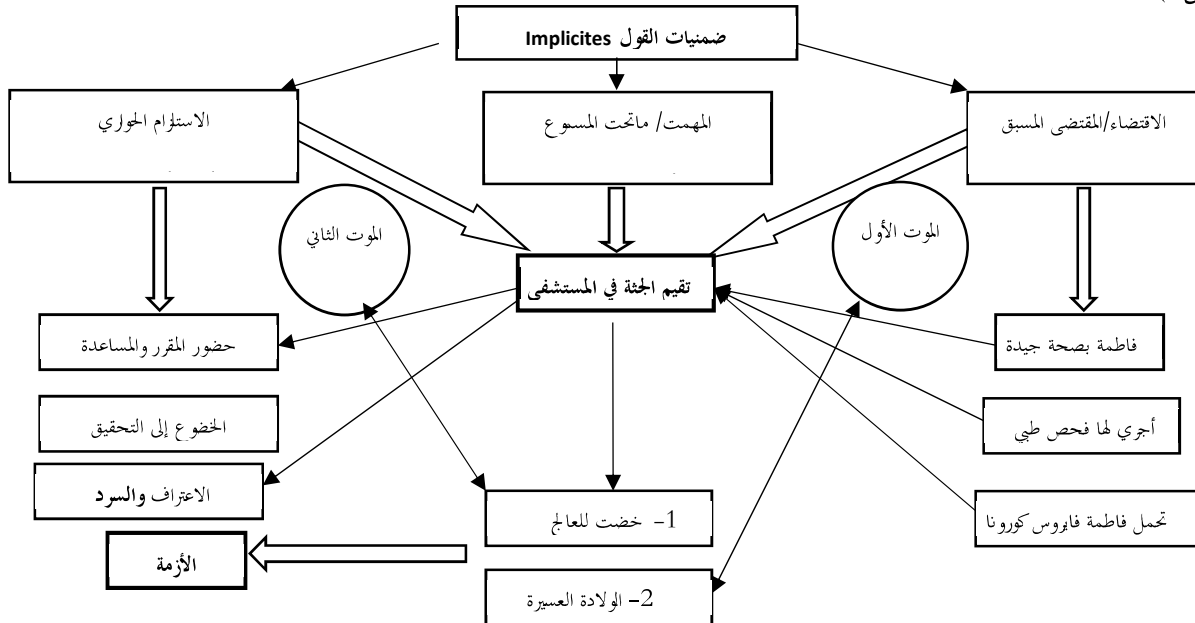 ضمنيات القول Implicites
الاقتضاء/المقتضى المسبق
المهمت/ ماتحت المسموع
الاستلزام الحواري
الموت الأول
الموت الثاني
تقيم الجثة في المستشفى
فاطمة بصحة جيدة
أجري لها فحص طبي
تحمل فاطمة فايروس كورونا
حضور المقرر والمساعدة
الخضوع إلى التحقيق
الاعتراف والسرد
1- خضت للعالج
2- الولادة العسيرة
الأزمة